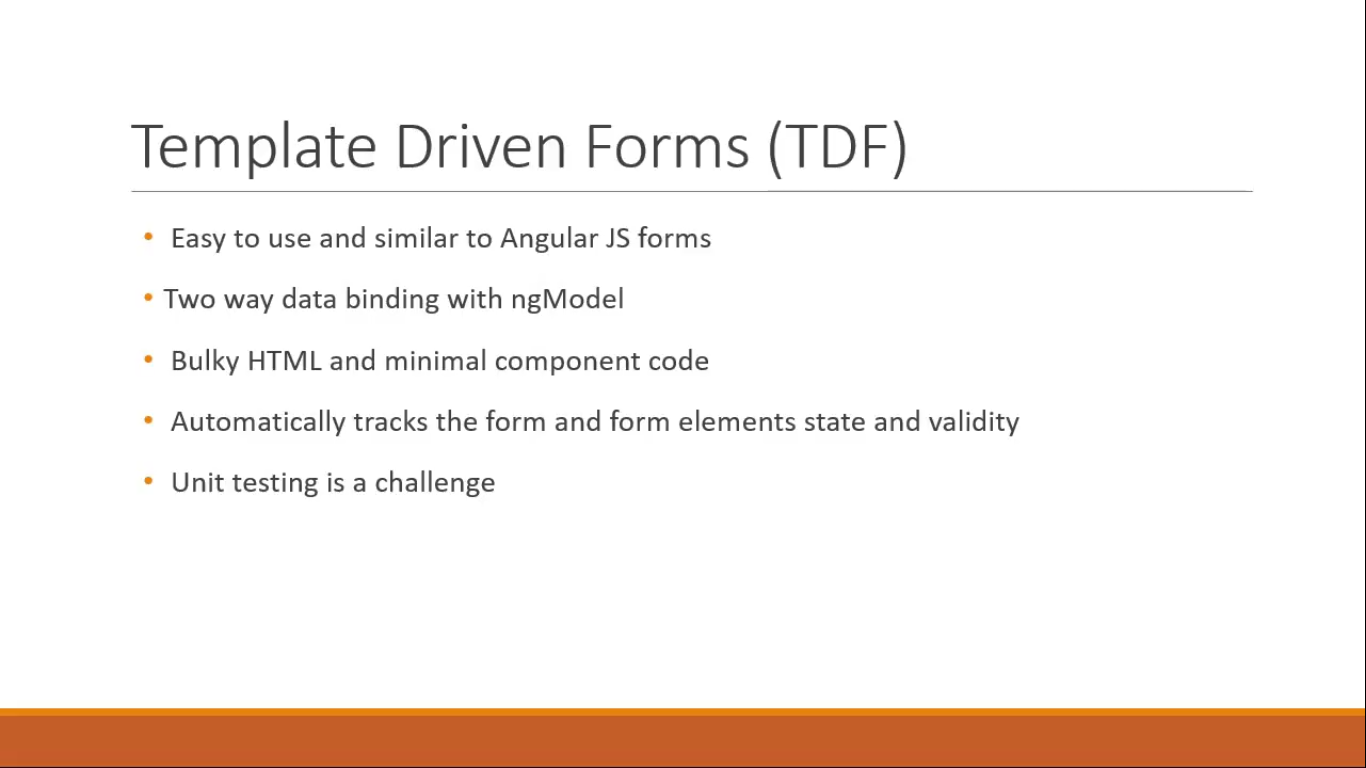 Template Driven Forms (TDF)
• Easy to use and similar to Angular JS forms
• Two way data binding with ngModel
• Bulky HTML and minimal component code
• Automatically tracks the form and form elements state and validity
• Unit testing is a challenge